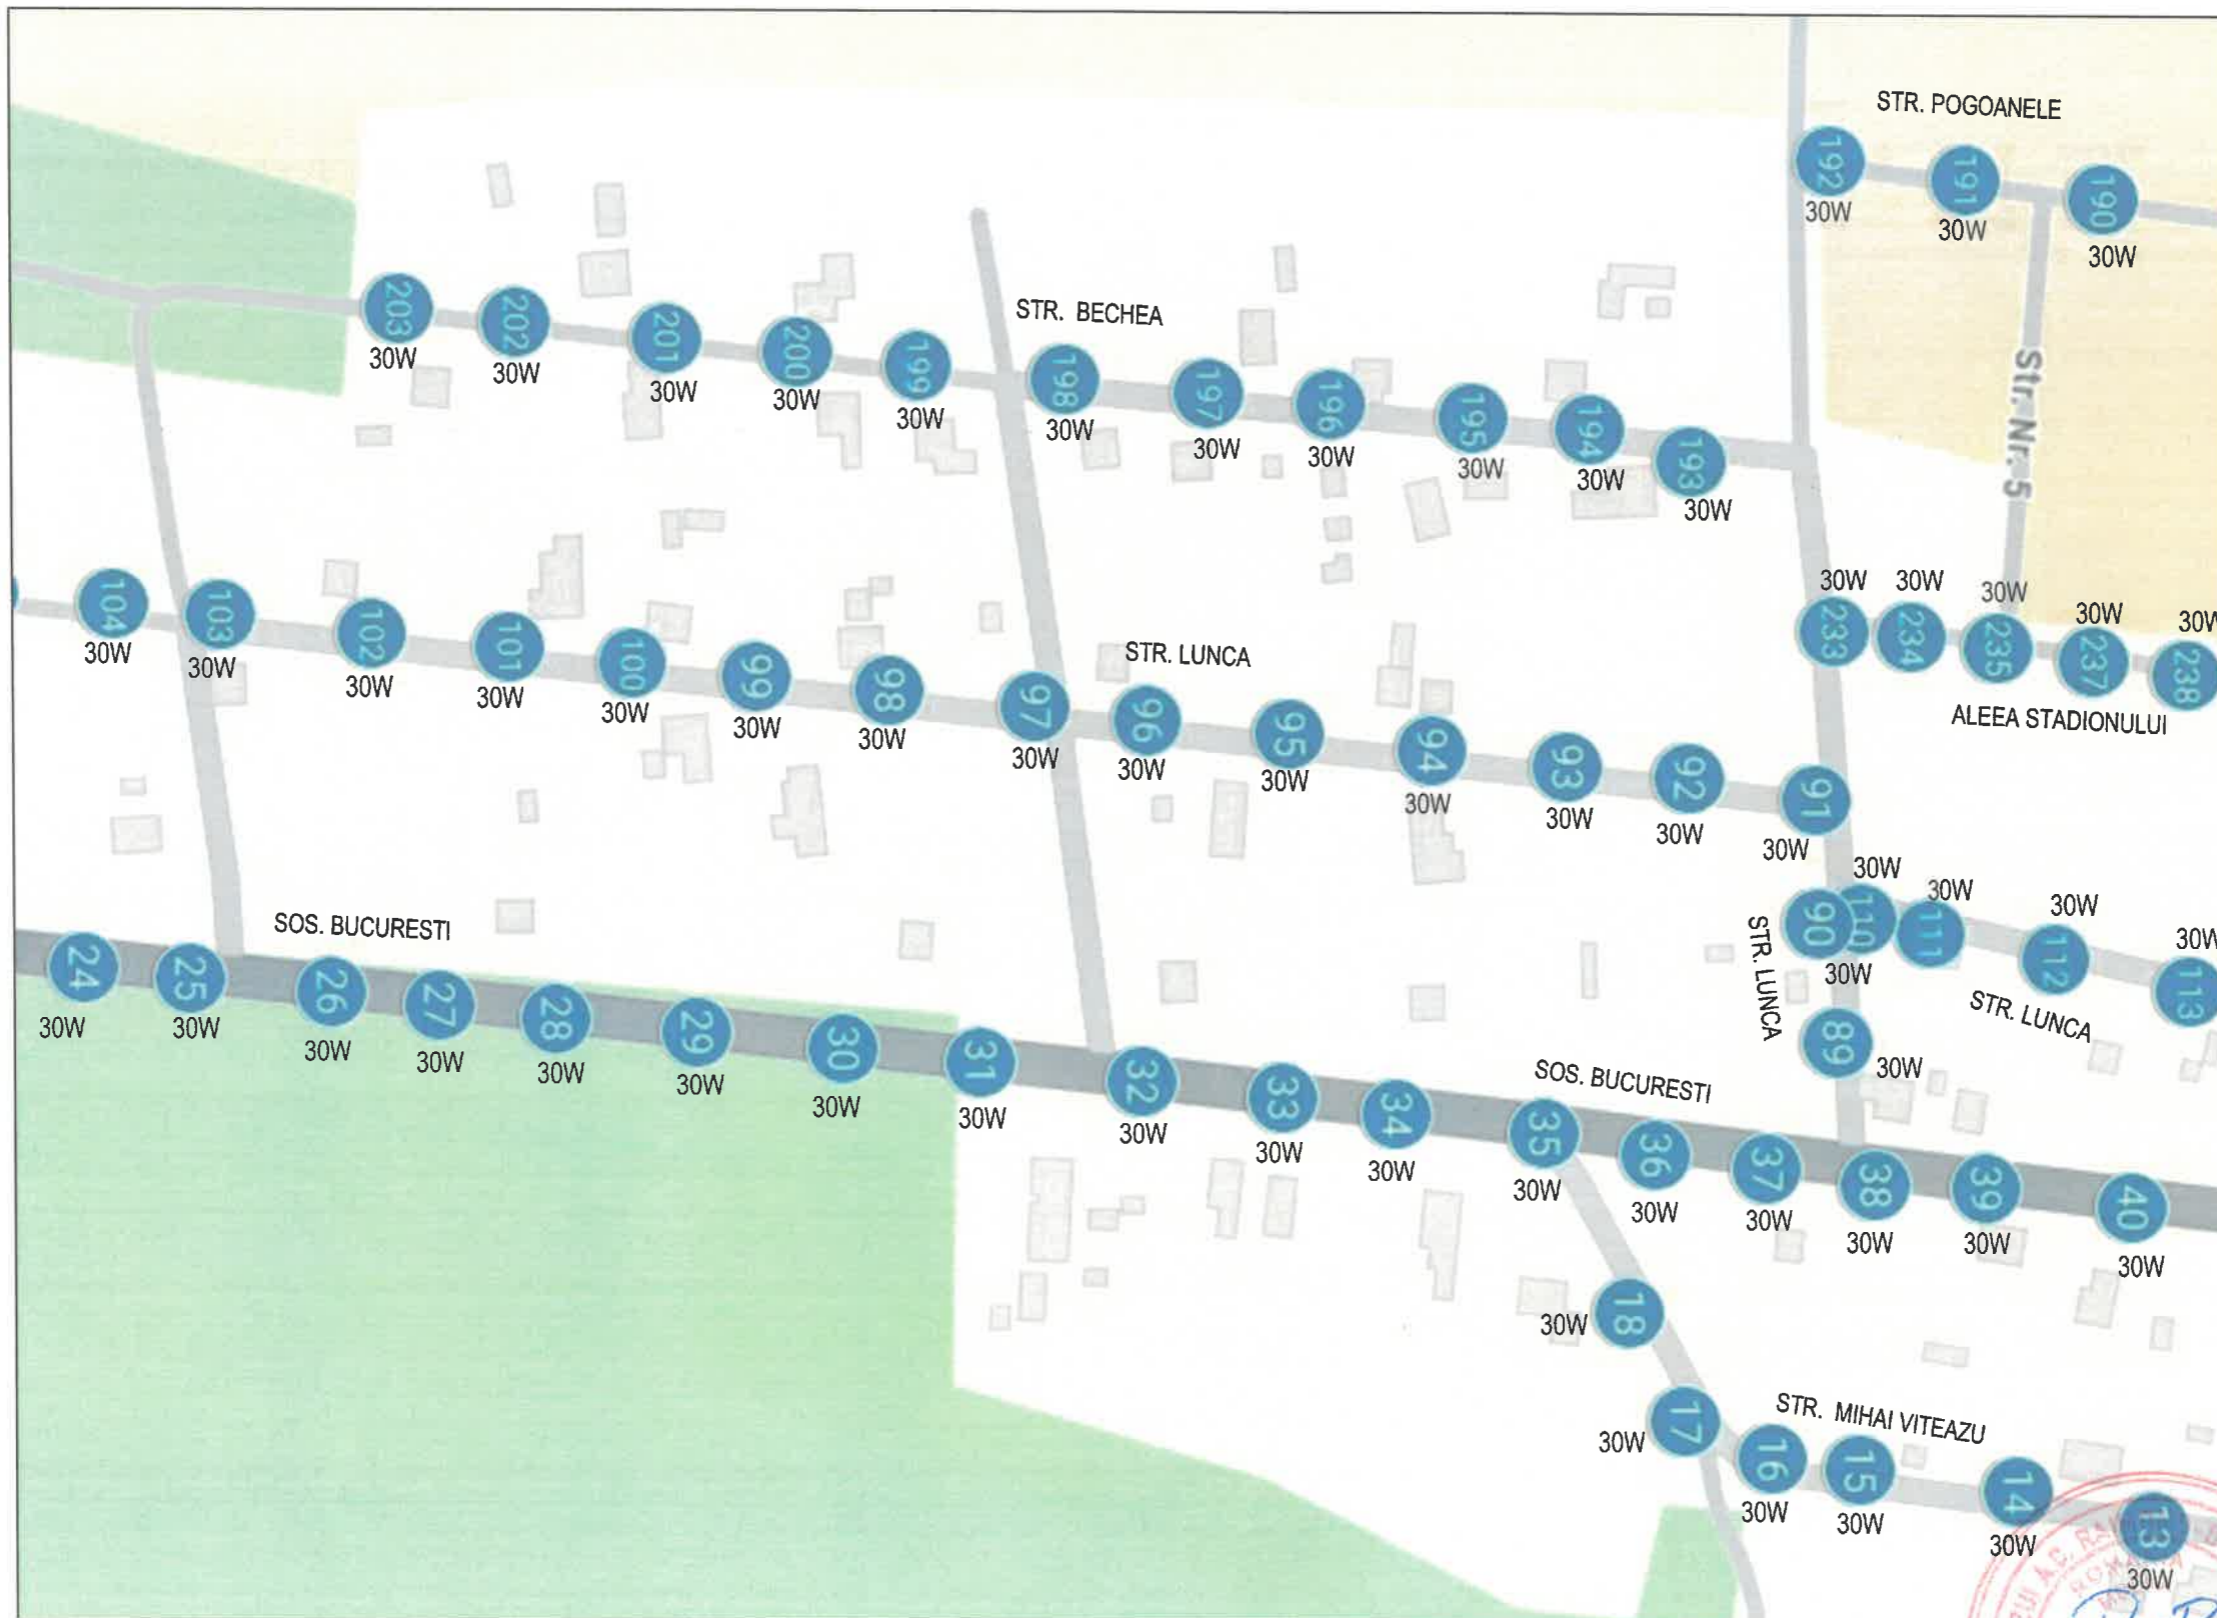 STR. POGOANELE
192
30W
191
30W
190
30W
203
30W
202
30W
201
30W
200
30W
199
30W
STR. BECHEA
198
30W
197
30W
196
30W
195
30W
194
30W
193
30W
Str. Nr. 5
30W
233
30W
234
30W
235
30W
237
30W
238
ALEEA STADIONULUI
104
30W
103
30W
102
30W
101
30W
100
30W
99
30W
98
30W
97
30W
STR. LUNCA
96
30W
95
30W
94
30W
93
30W
92
30W
91
30W
30W
110
90
30W
30W
111
30W
112
30W
113
STR. LUNCA
STR. LUNCA
89
30W
SOS. BUCURESTI
24
30W
25
30W
26
30W
27
30W
28
30W
29
30W
30
30W
31
30W
32
30W
33
30W
34
30W
SOS. BUCURESTI
35
30W
36
30W
37
30W
38
30W
39
30W
40
30W
18
30W
17
30W
STR. MIHAI VITEAZU
16
30W
15
30W
14
30W
13
30W